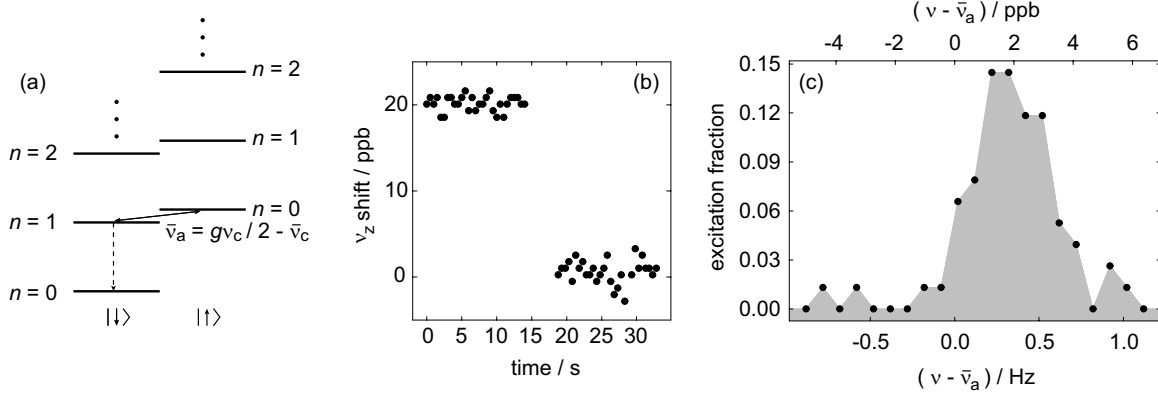 (a)
n = 2
n = 1
n = 2
n = 1
n = 0
ν̄a = gνc / 2 - ν̄c
n = 0
|↓⟩
|↑⟩
(b)
νz shift / ppb
20
10
0
0 5 10 15 20 25 30
time / s
(ν - ν̄a) / ppb
-4 -2 0 2 4 6
(c)
excitation fraction
0.15
0.12
0.09
0.06
0.03
0.00
-0.5 0.0 0.5 1.0
(ν - ν̄a) / Hz